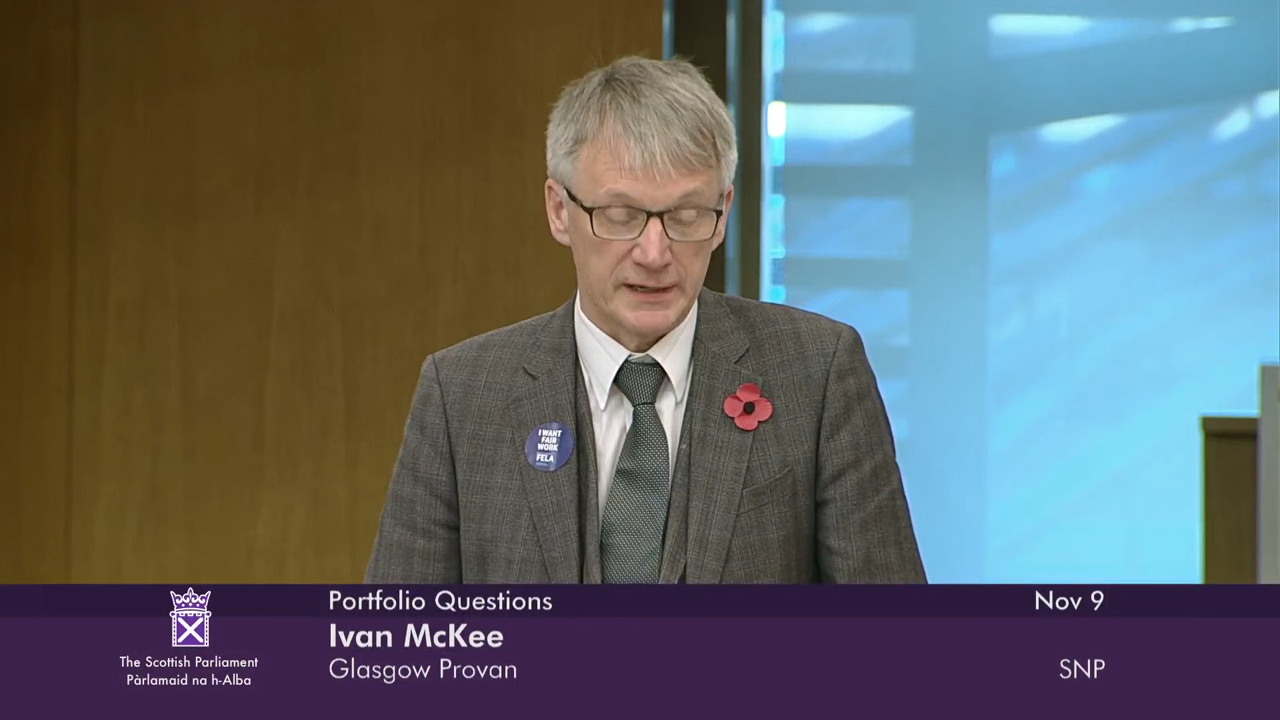 I WANT
FAIR
WORK
FELA
Portfolio Questions
Nov 9
Ivan McKee
Glasgow Provan
SNP
The Scottish Parliament
Pàrlamaid na h-Alba